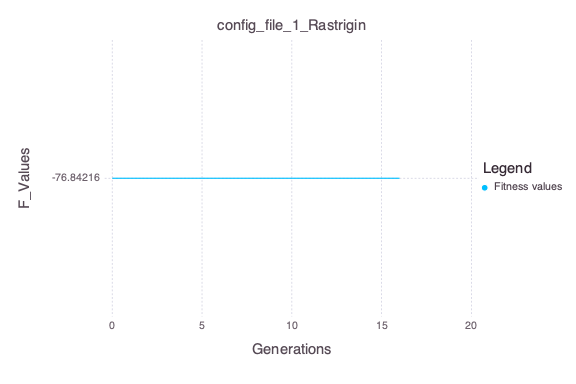 config_file_1_Rastrigin
F_Values
-76.84216
Legend
Fitness values
0 5 10 15 20
Generations